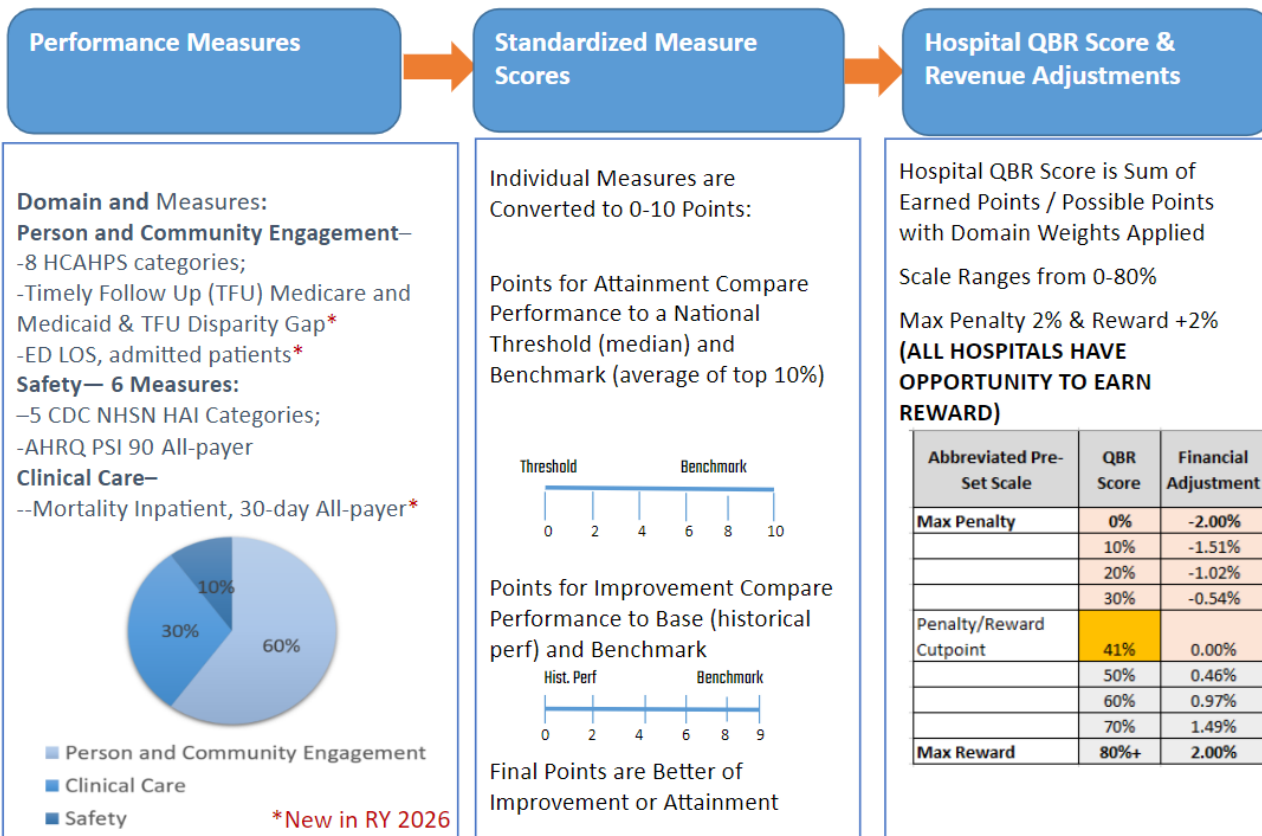 Performance Measures
Standardized Measure
Scores
Hospital QBR Score &
Revenue Adjustments
Domain and Measures:
Person and Community Engagement–
-8 HCAHPS categories;
-Timely Follow Up (TFU) Medicare and
Medicaid & TFU Disparity Gap*
-ED LOS, admitted patients*
Safety— 6 Measures:
–5 CDC NHSN HAI Categories;
-AHRQ PSI 90 All-payer
Clinical Care–
--Mortality Inpatient, 30-day All-payer*
10%
30%
60%
Person and Community Engagement
Clinical Care
Safety
*New in RY 2026
Individual Measures are
Converted to 0-10 Points:
Points for Attainment Compare
Performance to a National
Threshold (median) and
Benchmark (average of top 10%)
Threshold Benchmark
0 2 4 6 8 10
Points for Improvement Compare
Performance to Base (historical
perf) and Benchmark
Hist. Perf Benchmark
0 2 4 6 8 9
Final Points are Better of
Improvement or Attainment
Hospital QBR Score is Sum of
Earned Points / Possible Points
with Domain Weights Applied
Scale Ranges from 0-80%
Max Penalty 2% & Reward +2%
(ALL HOSPITALS HAVE
OPPORTUNITY TO EARN
REWARD)
Abbreviated Pre-
Set Scale
QBR
Score
Financial
Adjustment
Max Penalty 0% -2.00%
10% -1.51%
20% -1.02%
30% -0.54%
Penalty/Reward
Cutpoint 41% 0.00%
50% 0.46%
60% 0.97%
70% 1.49%
Max Reward 80%+ 2.00%